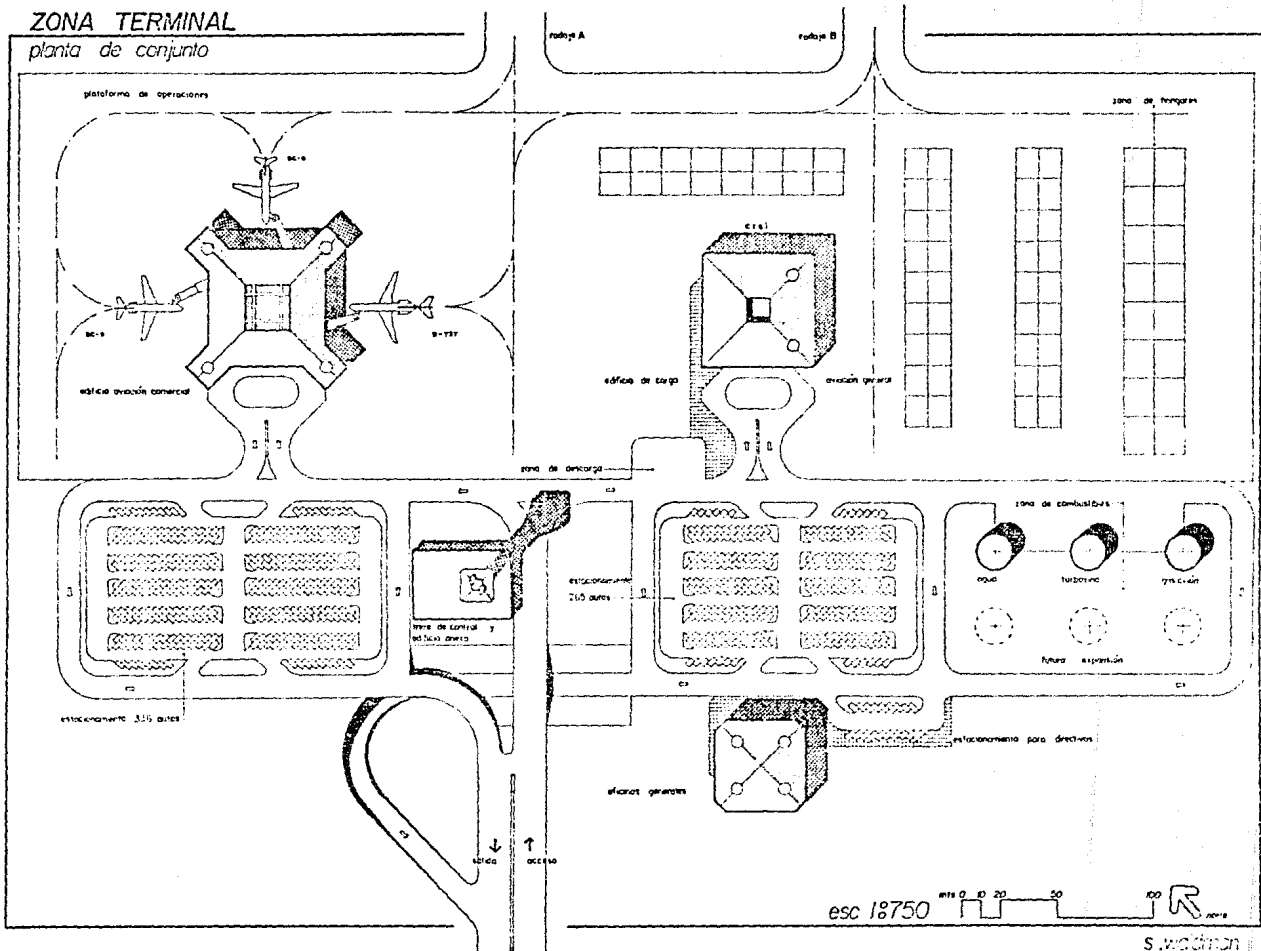 ZONA TERMINAL
planta de conjunto
rodaje A
rodaje B
plataforma de operaciones
zona de hangares
DC-9
DC-9
B-737
edificio aviación comercial
edificio de carga
aviación general
zona de descarga
zona de combustibles
agua
turbosina
estacionamiento
265 autos
torre de control y
edificio anexo
futura expansión
estacionamiento 336 autos
estacionamiento para directivos
oficinas generales
salida
acceso
esc 1:750
mts 0 10 20 50 100
norte
s. waldman